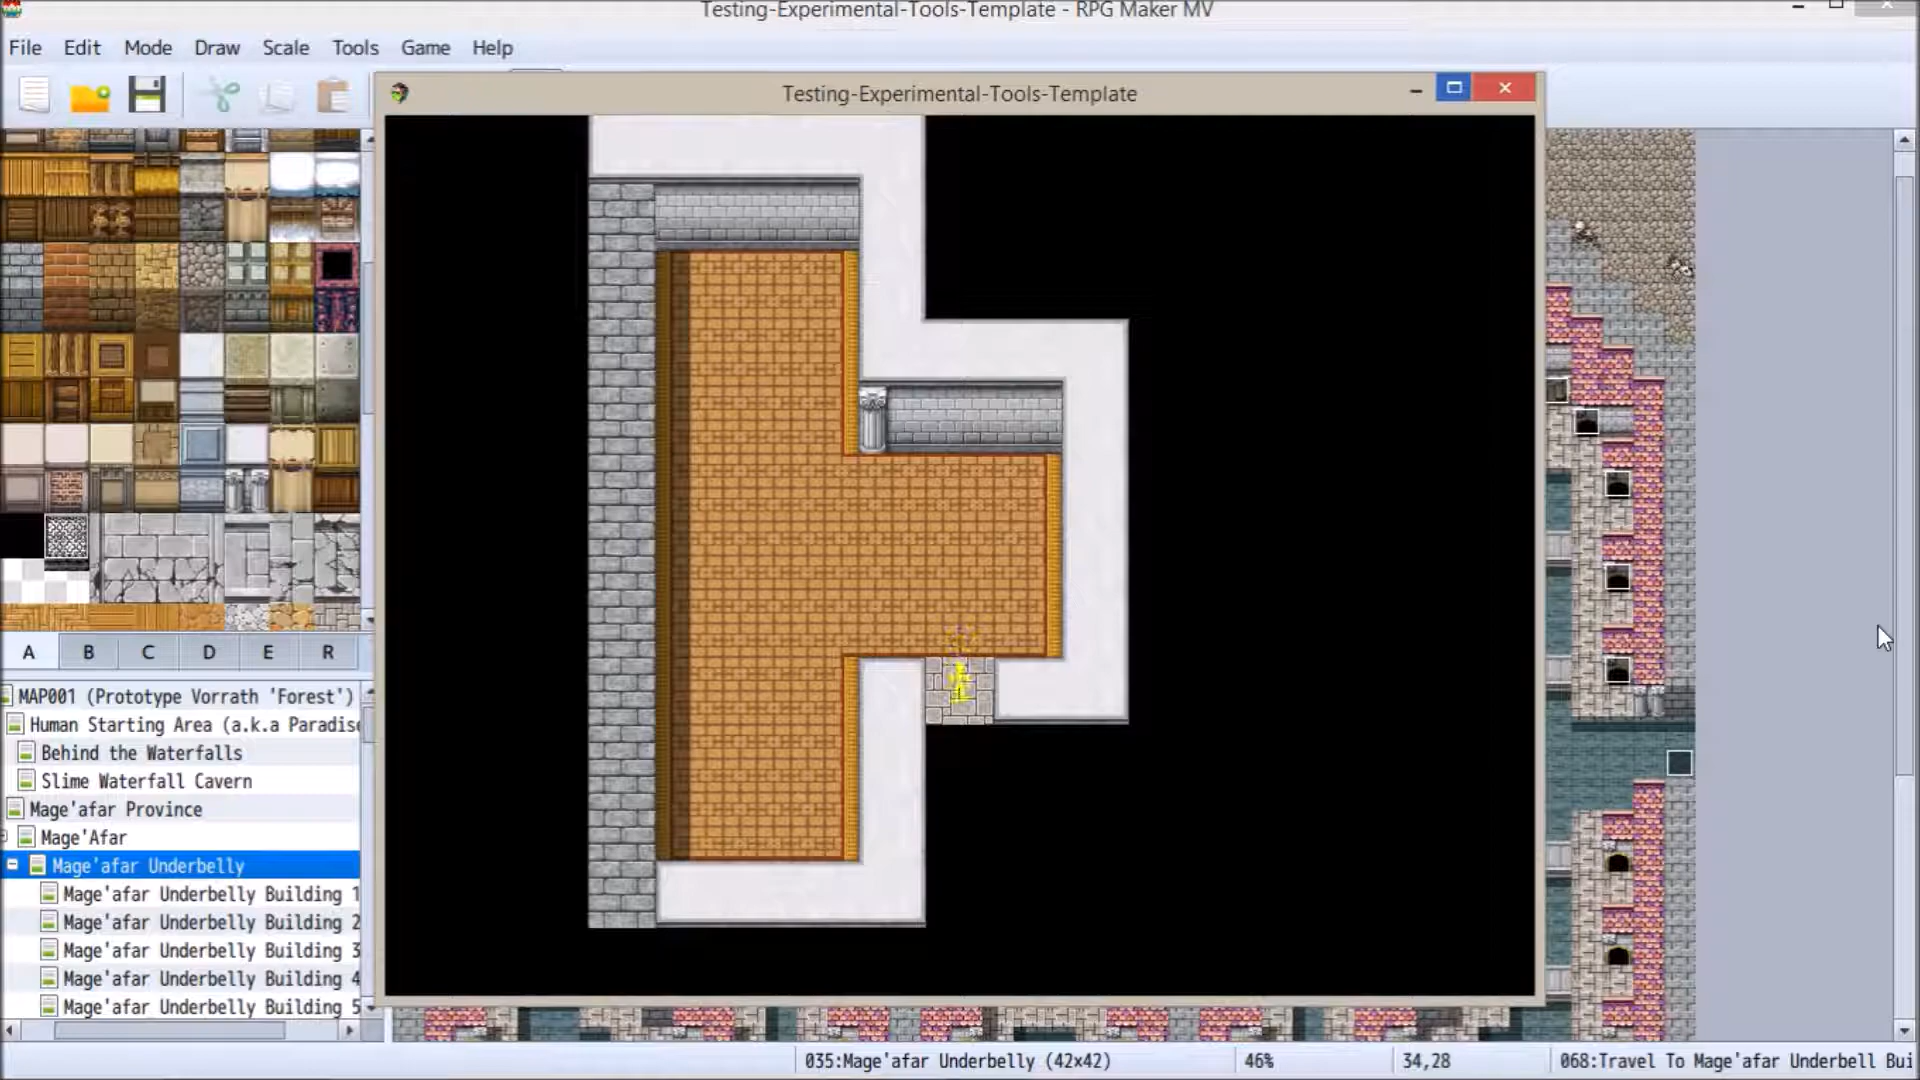 Testing-Experimental-Tools-Template - RPG Maker MV
File Edit Mode Draw Scale Tools Game Help
Testing-Experimental-Tools-Template
A B C D E R
MAP001 (Prototype Vorrath 'Forest')
Human Starting Area (a.k.a Paradise
Behind the Waterfalls
Slime Waterfall Cavern
Mage'afar Province
Mage'Afar
Mage'afar Underbelly
Mage'afar Underbelly Building 1
Mage'afar Underbelly Building 2
Mage'afar Underbelly Building 3
Mage'afar Underbelly Building 4
Mage'afar Underbelly Building 5
035:Mage'afar Underbelly (42x42) 46% 34,28 068:Travel To Mage'afar Underbell Bui